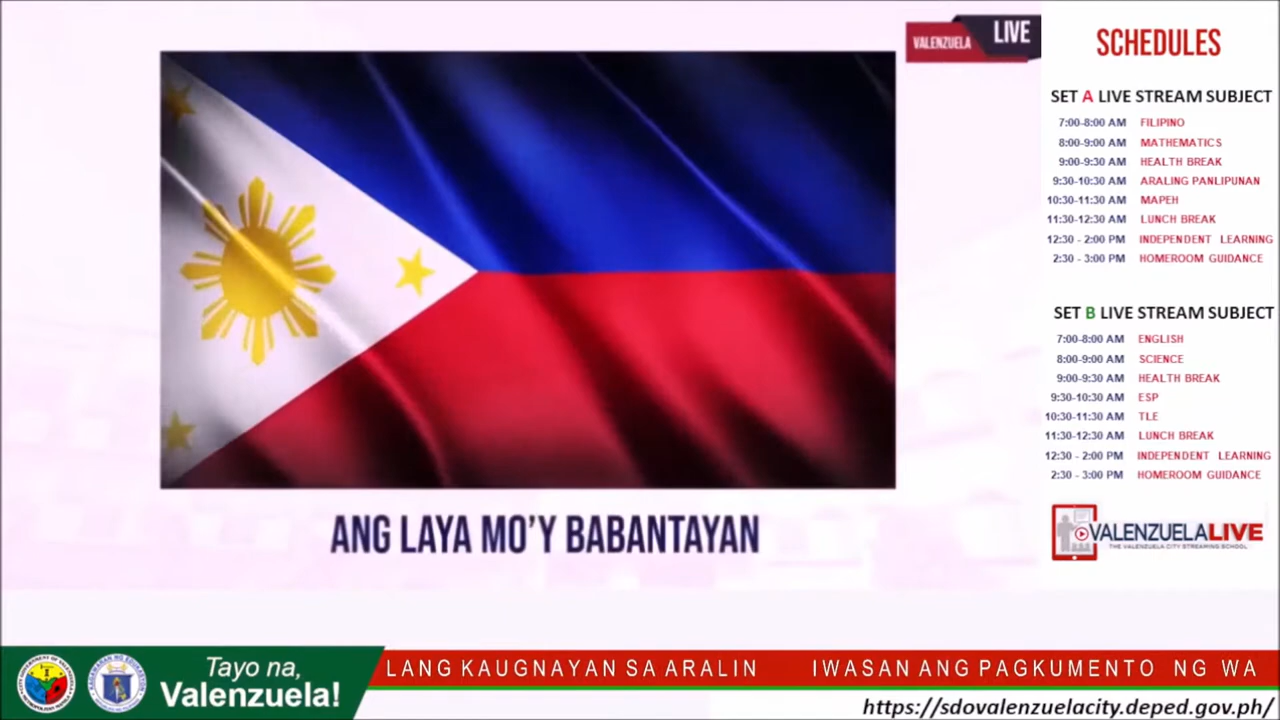 VALENZUELA LIVE
ANG LAYA MO'Y BABANTAYAN
SCHEDULES
SET A LIVE STREAM SUBJECT
7:00-8:00 AM FILIPINO
8:00-9:00 AM MATHEMATICS
9:00-9:30 AM HEALTH BREAK
9:30-10:30 AM ARALING PANLIPUNAN
10:30-11:30 AM MAPEH
11:30-12:30 AM LUNCH BREAK
12:30 - 2:00 PM INDEPENDENT LEARNING
2:30 - 3:00 PM HOMEROOM GUIDANCE
SET B LIVE STREAM SUBJECT
7:00-8:00 AM ENGLISH
8:00-9:00 AM SCIENCE
9:00-9:30 AM HEALTH BREAK
9:30-10:30 AM ESP
10:30-11:30 AM TLE
11:30-12:30 AM LUNCH BREAK
12:30 - 2:00 PM INDEPENDENT LEARNING
2:30 - 3:00 PM HOMEROOM GUIDANCE
VALENZUELALIVE
THE VALENZUELA CITY STREAMING SCHOOL
Tayo na,
Valenzuela!
LANG KAUGNAYAN SA ARALIN IWASAN ANG PAGKUMENTO NG WA
https://sdovalenzuelacity.deped.gov.ph/